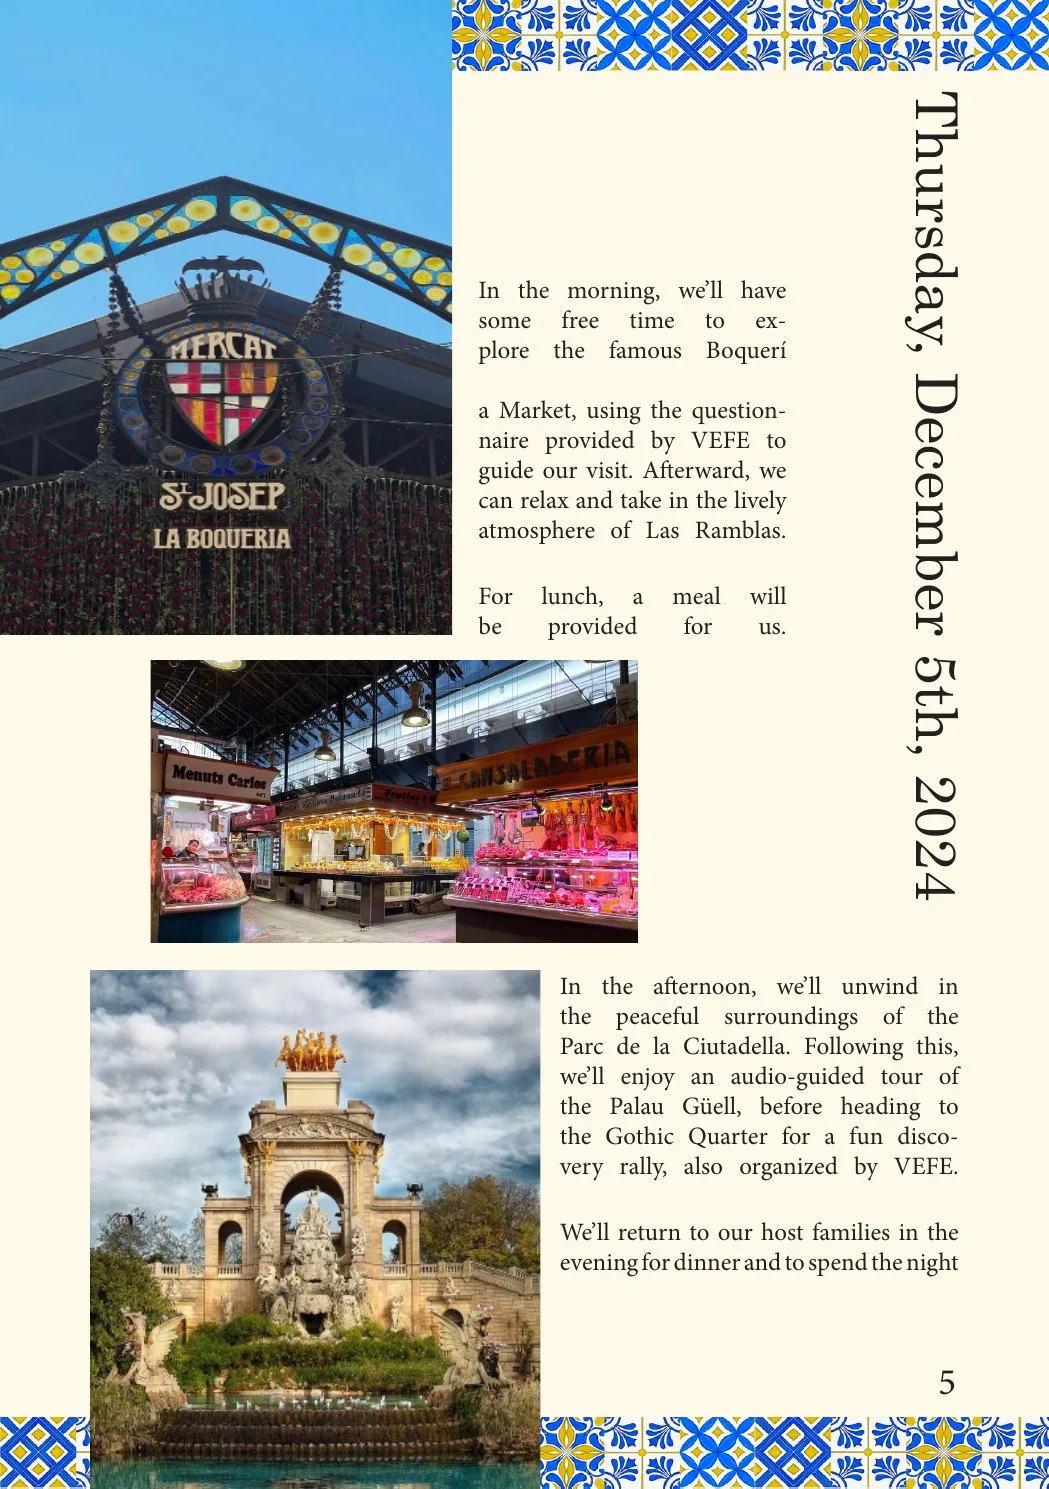 Thursday, December 5th, 2024
MERCAT
ST JOSEP
LA BOQUERIA
In the morning, we'll have
some free time to ex-
plore the famous Boquerí
a Market, using the question-
naire provided by VEFE to
guide our visit. Afterward, we
can relax and take in the lively
atmosphere of Las Ramblas.
For lunch, a meal will
be provided for us.
Menuts Carles
CANSALADERIA
In the afternoon, we'll unwind in
the peaceful surroundings of the
Parc de la Ciutadella. Following this,
we'll enjoy an audio-guided tour of
the Palau Güell, before heading to
the Gothic Quarter for a fun disco-
very rally, also organized by VEFE.
We'll return to our host families in the
evening for dinner and to spend the night
5